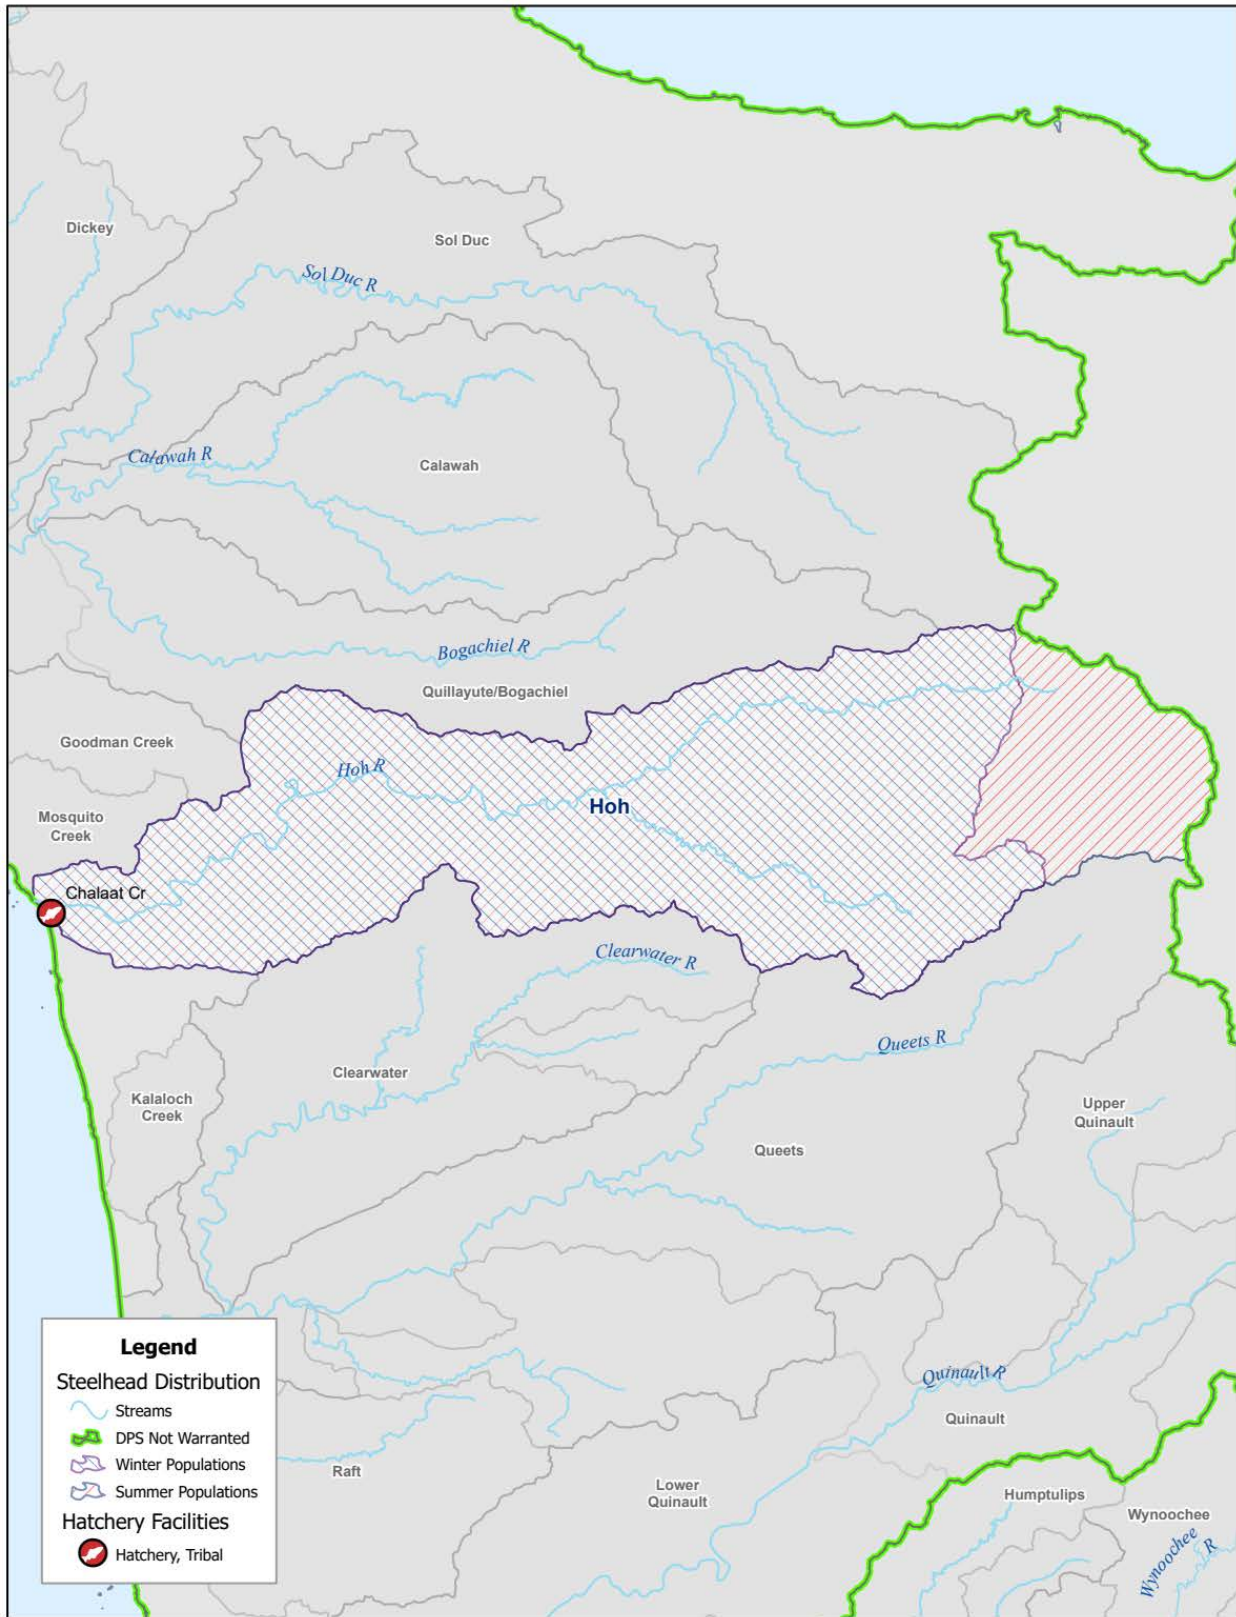 Dickey
Sol Duc
Sol Duc R
Calawah R
Calawah
Bogachiel R
Quillayute/Bogachiel
Goodman Creek
Hoh R
Hoh
Mosquito
Creek
Chalaat Cr
Clearwater R
Queets R
Clearwater
Kalaloch
Creek
Upper
Quinault
Queets
Quinault R
Quinault
Raft
Lower
Quinault
Humptulips
Wynoochee
Wynoochee
R
Legend
Steelhead Distribution
Streams
DPS Not Warranted
Winter Populations
Summer Populations
Hatchery Facilities
Hatchery, Tribal